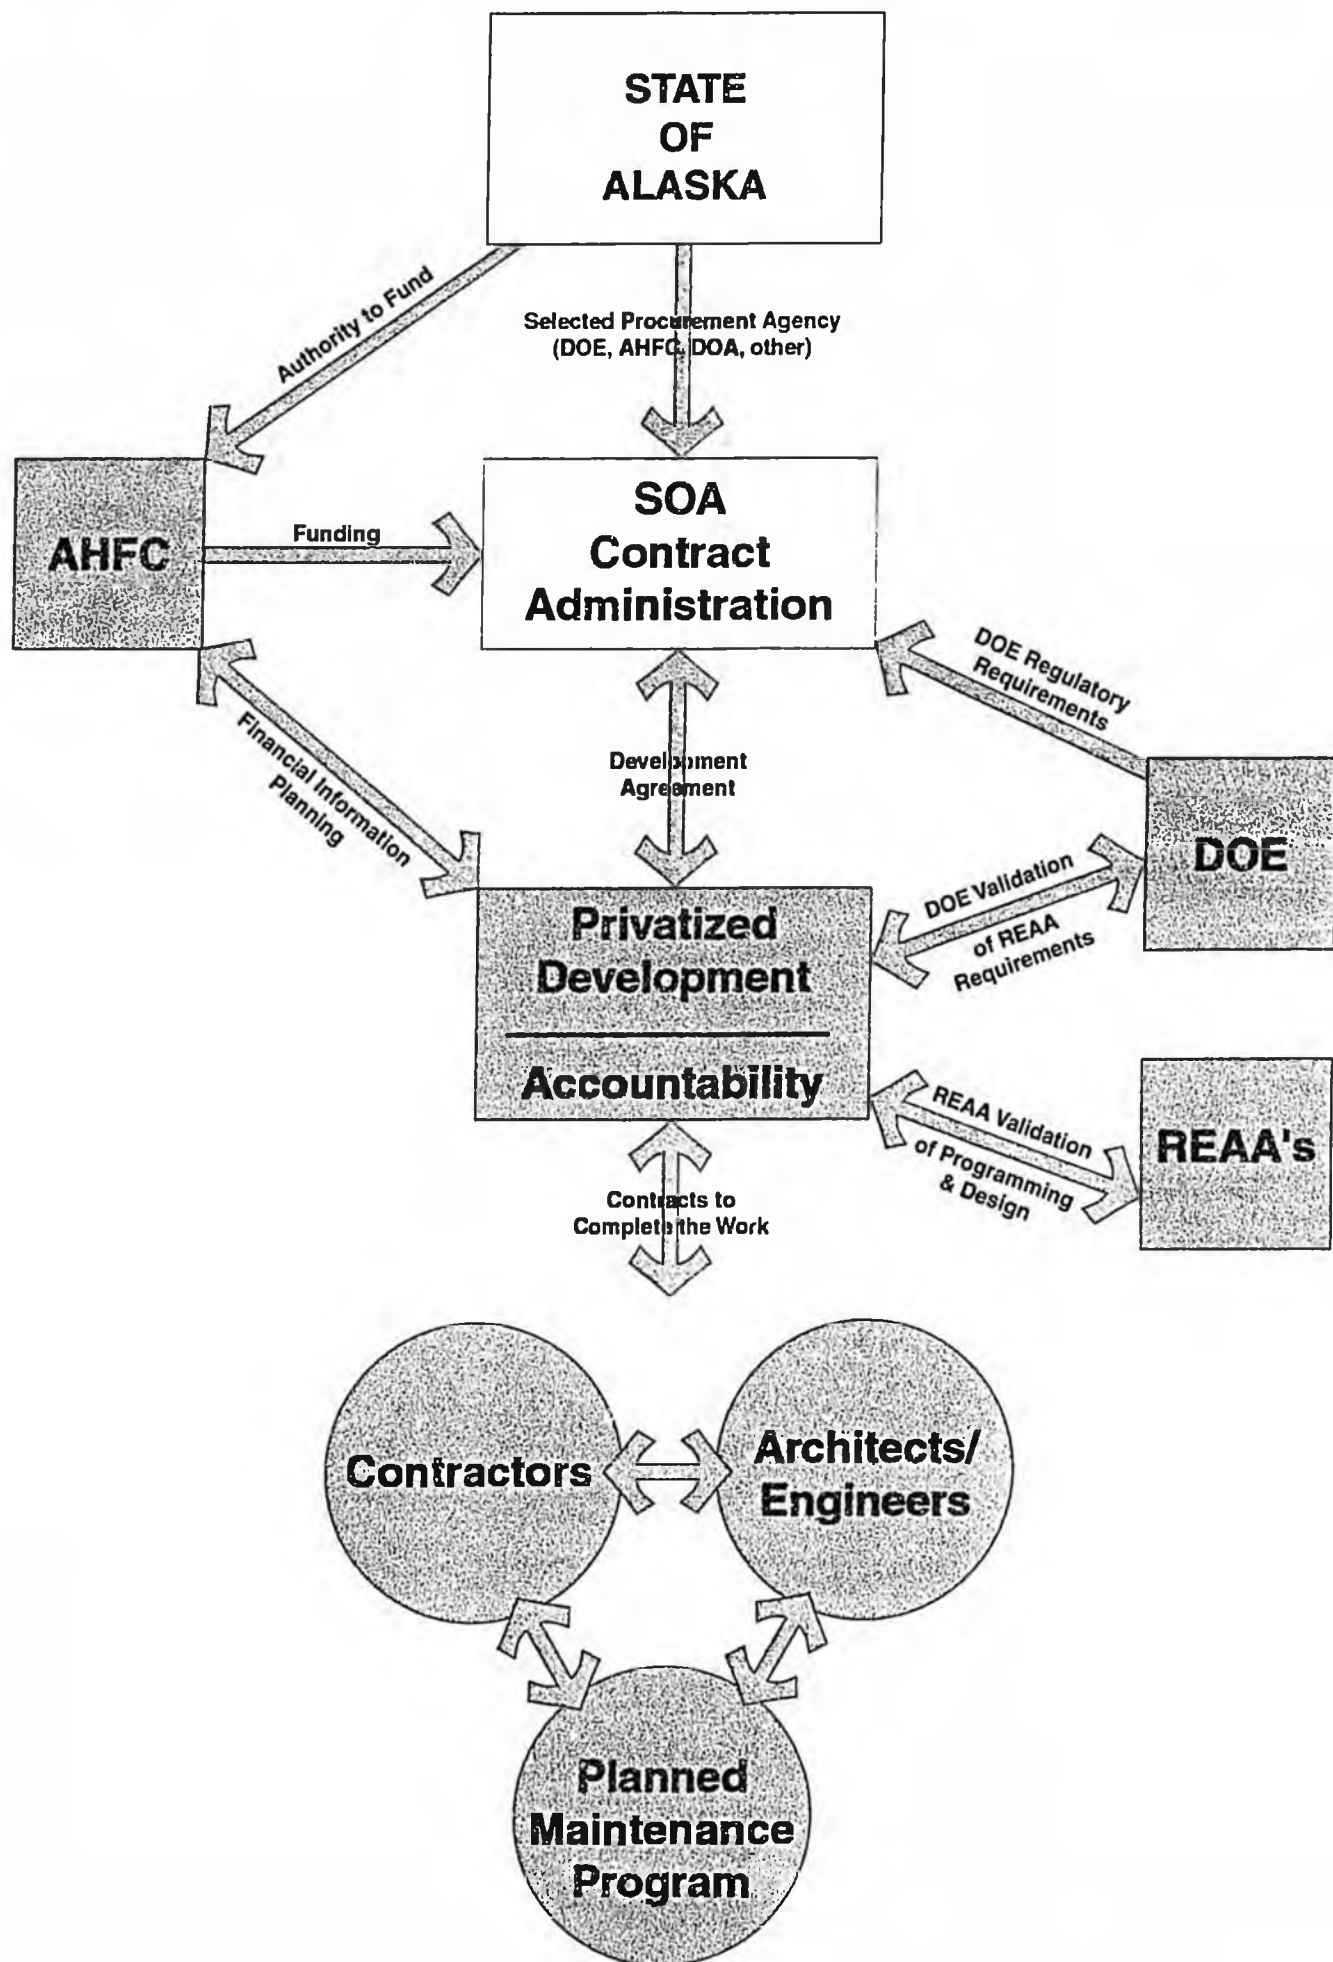 STATE
OF
ALASKA
Authority to Fund
Selected Procurement Agency
(DOE, AHFC, DOA, other)
AHFC
Funding
SOA
Contract
Administration
DOE Regulatory
Requirements
Financial Information
Planning
Development
Agreement
DOE
DOE Validation
of REAA
Requirements
Privatized
Development
Accountability
REAA's
REAA Validation
of Programming
& Design
Contracts to
Complete the Work
Contractors
Architects/
Engineers
Planned
Maintenance
Program